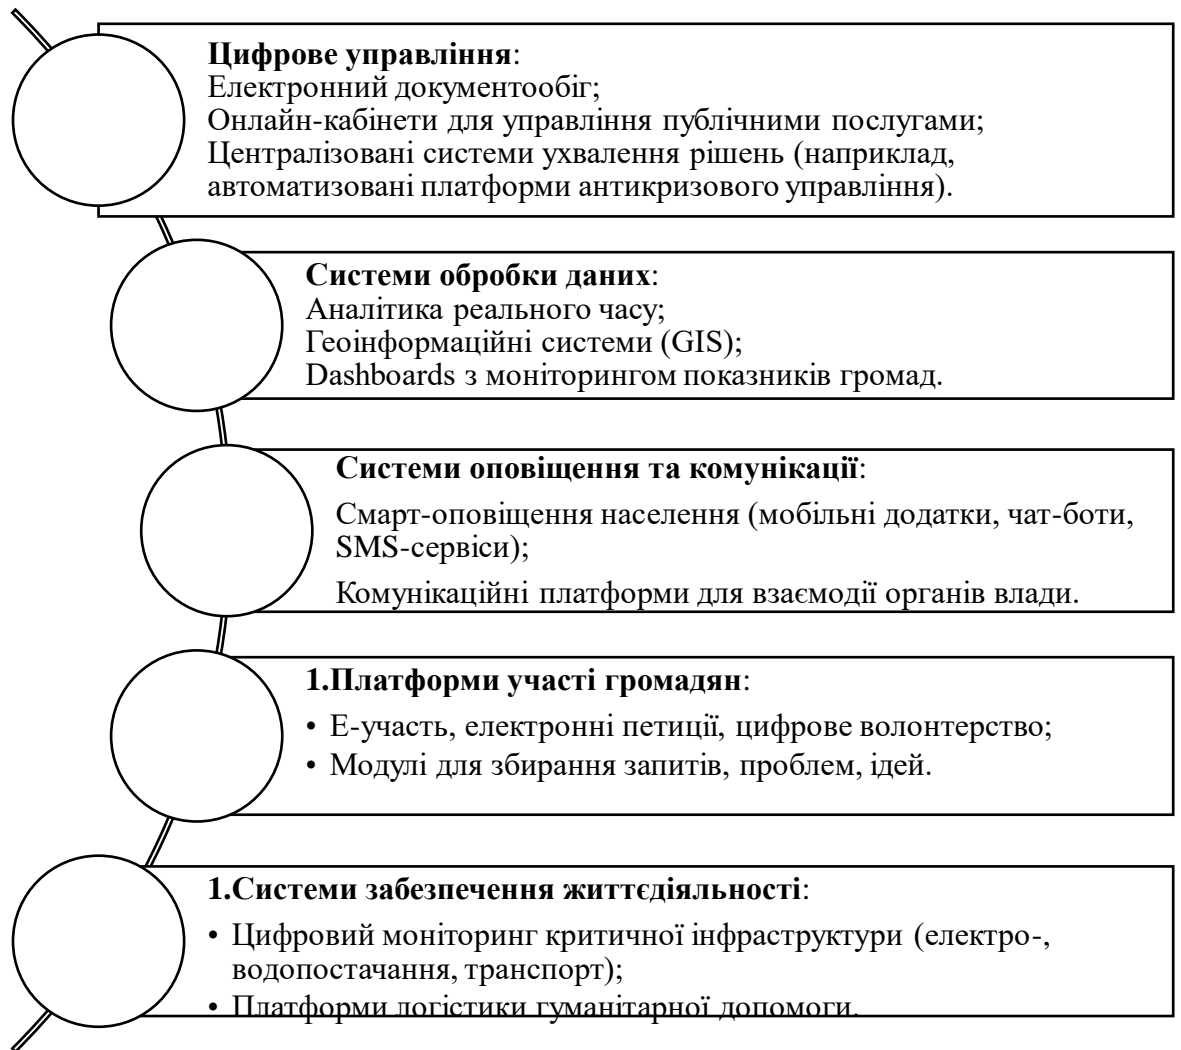 Цифрове управління:
Електронний документообіг;
Онлайн-кабінети для управління публічними послугами;
Централізовані системи ухвалення рішень (наприклад,
автоматизовані платформи антикризового управління).
Системи обробки даних:
Аналітика реального часу;
Геоінформаційні системи (GIS);
Dashboards з моніторингом показників громад.
Системи оповіщення та комунікації:
Смарт-оповіщення населення (мобільні додатки, чат-боти,
SMS-сервіси);
Комунікаційні платформи для взаємодії органів влади.
1.Платформи участі громадян:
• Е-участь, електронні петиції, цифрове волонтерство;
• Модулі для збирання запитів, проблем, ідей.
1.Системи забезпечення життєдіяльності:
• Цифровий моніторинг критичної інфраструктури (електро-,
водопостачання, транспорт);
• Платформи логістики гуманітарної допомоги.